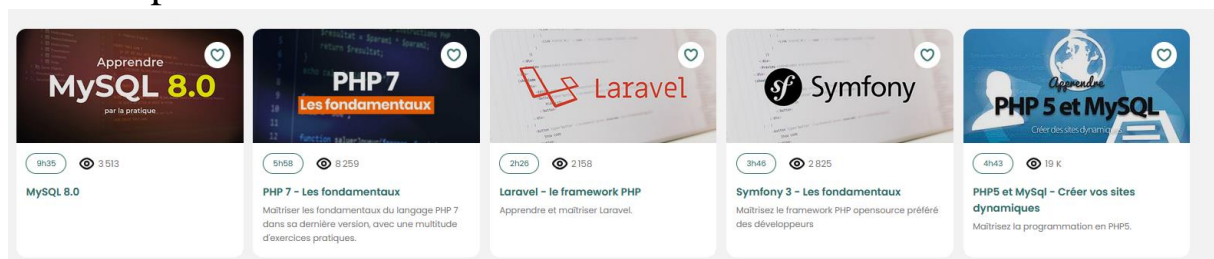 Apprendre
MySQL 8.0
par la pratique
9h35 3 513
MySQL 8.0
PHP 7
Les fondamentaux
5h58 8 259
PHP 7 - Les fondamentaux
Maîtriser les fondamentaux du langage PHP 7
dans sa dernière version, avec une multitude
d'exercices pratiques.
Laravel
2h26 2 158
Laravel - le framework PHP
Apprendre et maîtriser Laravel.
Symfony
3h46 2 825
Symfony 3 - Les fondamentaux
Maîtrisez le framework PHP opensource préféré
des développeurs
Apprendre
PHP 5 et MySQL
Créer des sites dynamiques
4h43 19 K
PHP5 et MySql - Créer vos sites
dynamiques
Maîtrisez la programmation en PHP5.